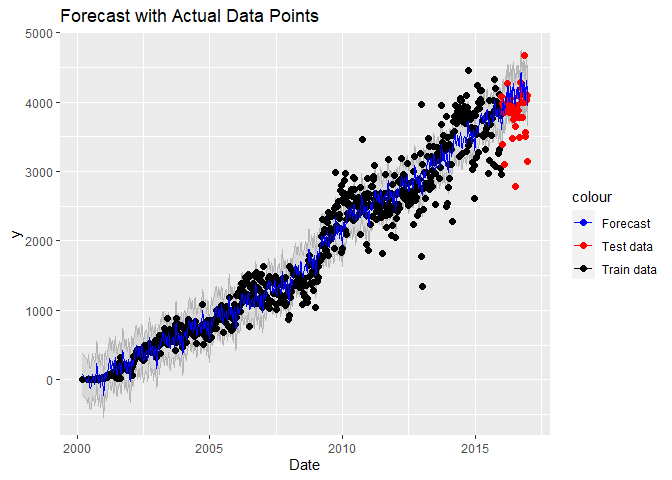 Forecast with Actual Data Points
5000
4000
3000
2000
1000
0
y
2000
2005
2010
2015
Date
colour
Forecast
Test data
Train data